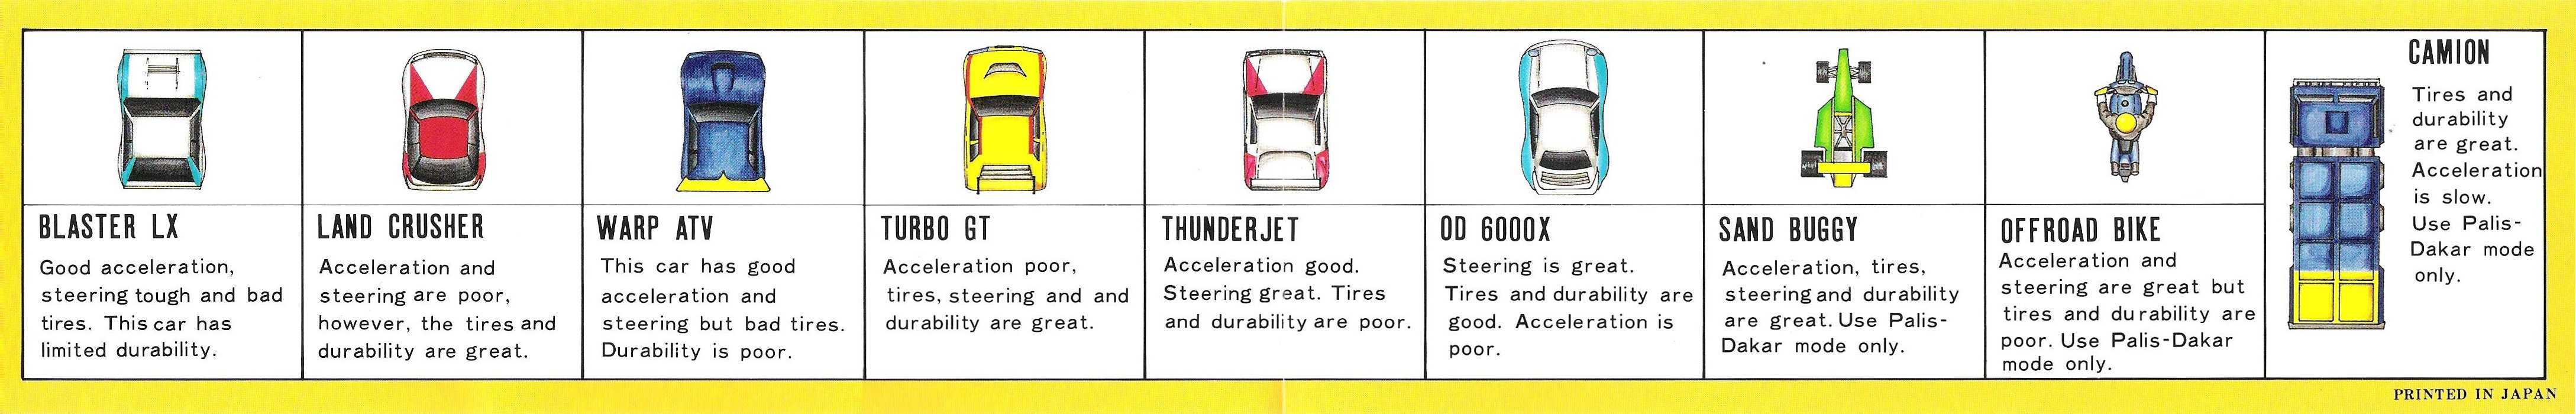 BLASTER LX
Good acceleration,
steering tough and bad
tires. This car has
limited durability.
LAND CRUSHER
Acceleration and
steering are poor,
however, the tires and
durability are great.
WARP ATV
This car has good
acceleration and
steering but bad tires.
Durability is poor.
TURBO GT
Acceleration poor,
tires, steering and and
durability are great.
THUNDERJET
Acceleration good.
Steering great. Tires
and durability are poor.
OD 6000X
Steering is great.
Tires and durability are
good. Acceleration is
poor.
SAND BUGGY
Acceleration, tires,
steering and durability
are great. Use Palis-
Dakar mode only.
OFFROAD BIKE
Acceleration and
steering are great but
tires and durability are
poor. Use Palis-Dakar
mode only.
CAMION
Tires and
durability
are great.
Acceleration
is slow.
Use Palis-
Dakar mode
only.
PRINTED IN JAPAN